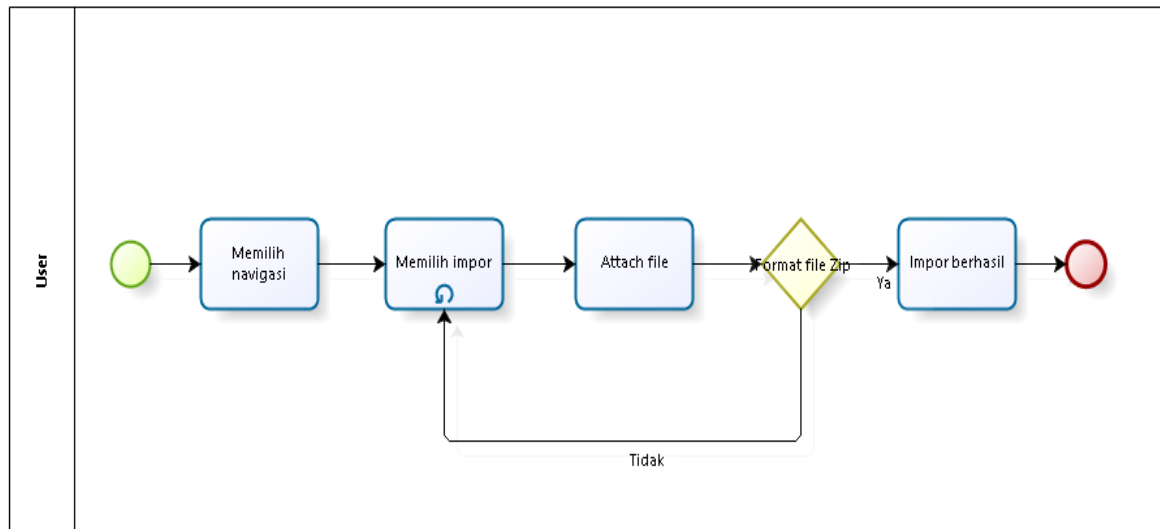 User
Memilih
navigasi
Memilih impor
Attach file
Format file Zip
Ya
Impor berhasil
Tidak